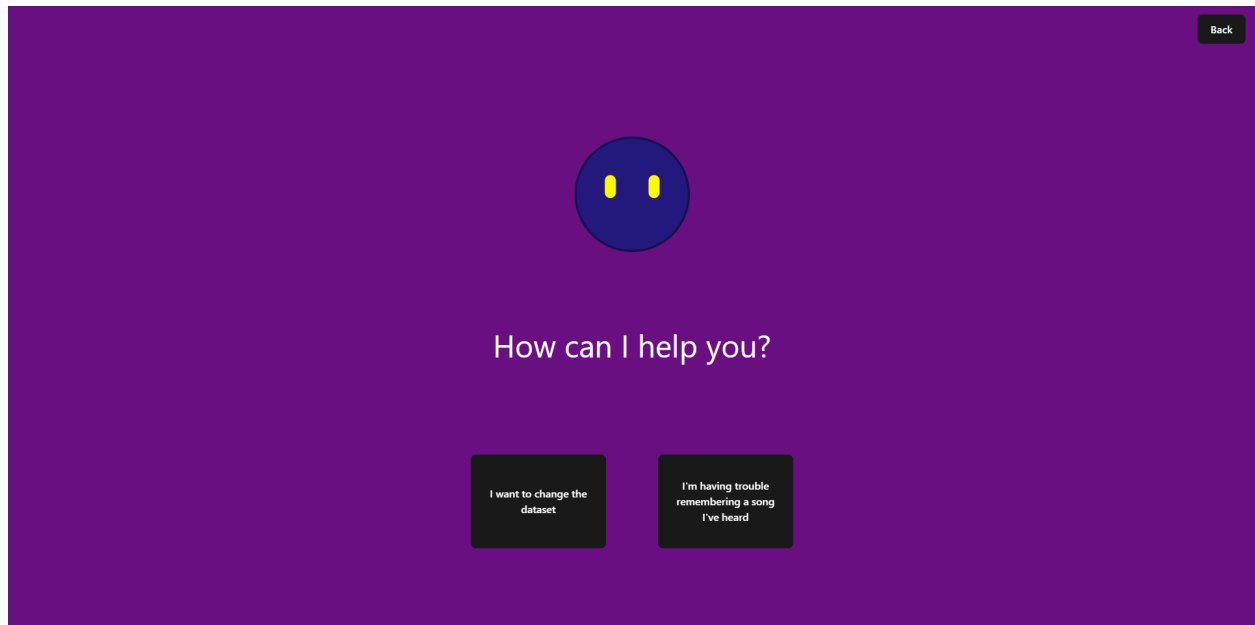 Back
How can I help you?
I want to change the
dataset
I'm having trouble
remembering a song
I've heard